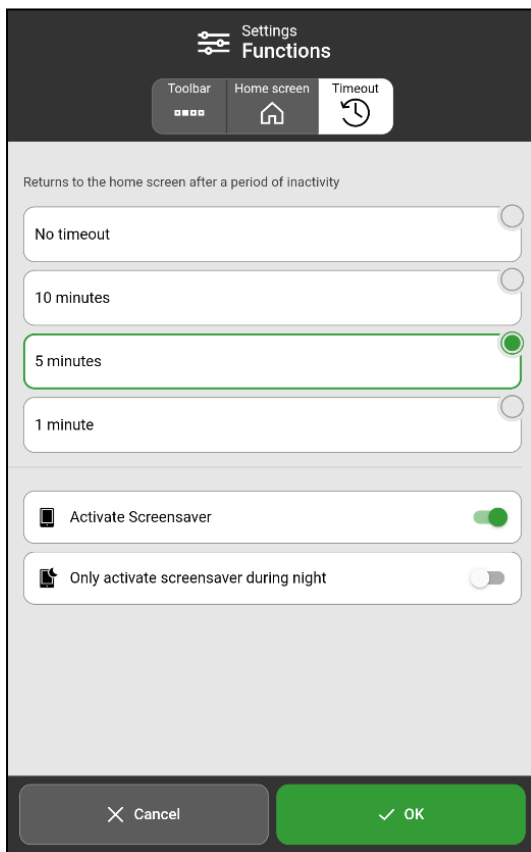 Settings
Functions
Toolbar
Home screen
Timeout
Returns to the home screen after a period of inactivity
No timeout
10 minutes
5 minutes
1 minute
Activate Screensaver
Only activate screensaver during night
Cancel
OK